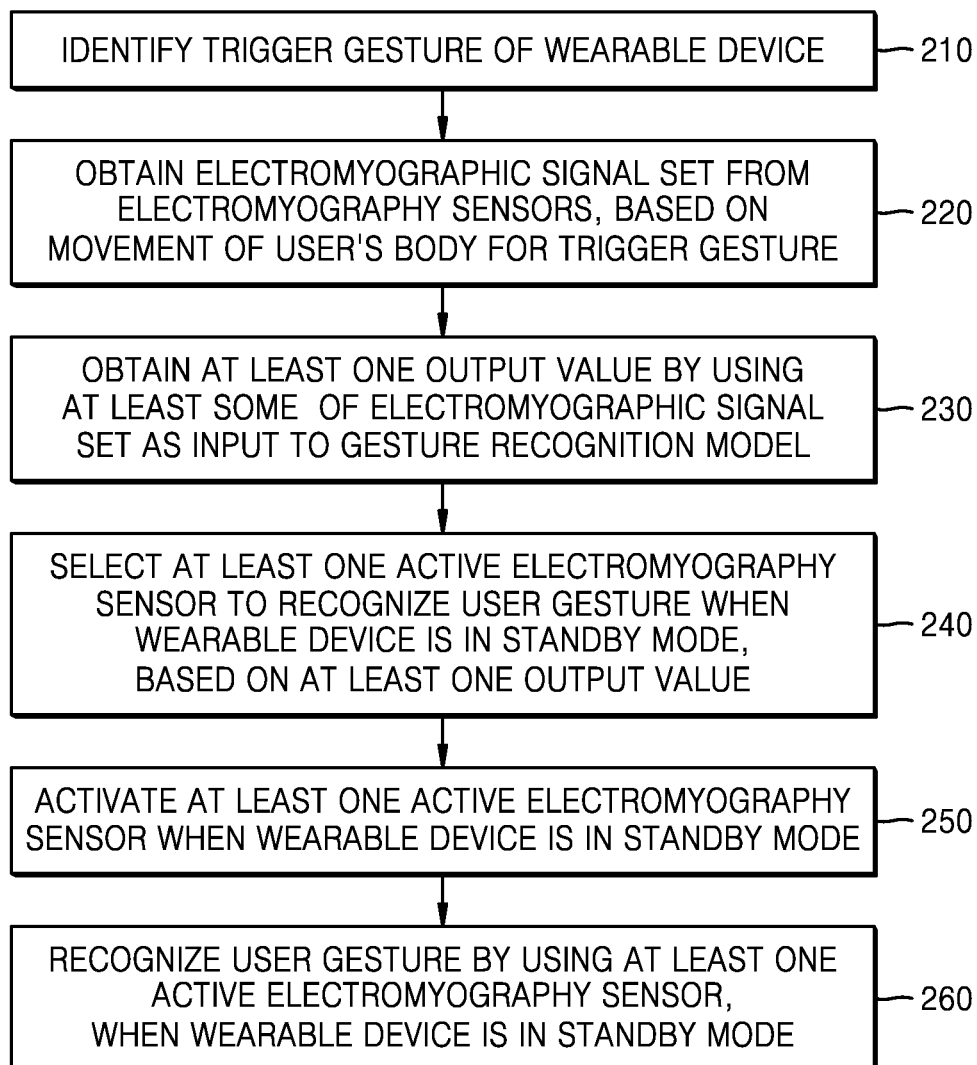 IDENTIFY TRIGGER GESTURE OF WEARABLE DEVICE
210
OBTAIN ELECTROMYOGRAPHIC SIGNAL SET FROM
ELECTROMYOGRAPHY SENSORS, BASED ON
MOVEMENT OF USER'S BODY FOR TRIGGER GESTURE
220
OBTAIN AT LEAST ONE OUTPUT VALUE BY USING
AT LEAST SOME OF ELECTROMYOGRAPHIC SIGNAL
SET AS INPUT TO GESTURE RECOGNITION MODEL
230
SELECT AT LEAST ONE ACTIVE ELECTROMYOGRAPHY
SENSOR TO RECOGNIZE USER GESTURE WHEN
WEARABLE DEVICE IS IN STANDBY MODE,
BASED ON AT LEAST ONE OUTPUT VALUE
240
ACTIVATE AT LEAST ONE ACTIVE ELECTROMYOGRAPHY
SENSOR WHEN WEARABLE DEVICE IS IN STANDBY MODE
250
RECOGNIZE USER GESTURE BY USING AT LEAST ONE
ACTIVE ELECTROMYOGRAPHY SENSOR,
WHEN WEARABLE DEVICE IS IN STANDBY MODE
260